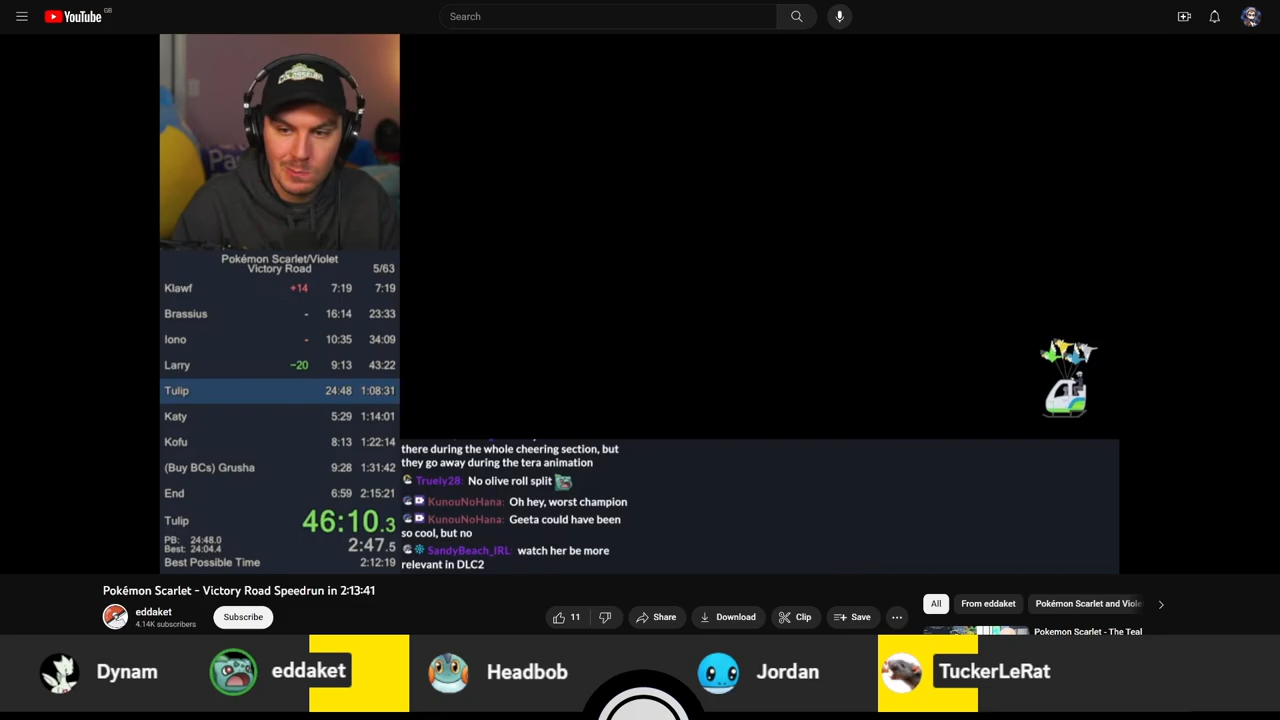 YouTube GB
Search
COLOSSEUM
Pokémon Scarlet/Violet
Victory Road 5/63
Klawf +14 7:19 7:19
Brassius - 16:14 23:33
Iono - 10:35 34:09
Larry −20 9:13 43:22
Tulip 24:48 1:08:31
Katy 5:29 1:14:01
Kofu 8:13 1:22:14
(Buy BCs) Grusha 9:28 1:31:42
End 6:59 2:15:21
Tulip 46:10.3
PB: 24:48.0
Best: 24:04.4 2:47.5
Best Possible Time 2:12:19
there during the whole cheering section, but
they go away during the tera animation
Truely28: No olive roll split
KunouNoHana: Oh hey, worst champion
KunouNoHana: Geeta could have been
so cool, but no
SandyBeach_IRL: watch her be more
relevant in DLC2
Pokémon Scarlet - Victory Road Speedrun in 2:13:41
eddaket
4.14K subscribers
Subscribe
11
Share
Download
Clip
Save
All
From eddaket
Pokémon Scarlet and Viole
Pokemon Scarlet - The Teal
Dynam
eddaket
Headbob
Jordan
TuckerLeRat